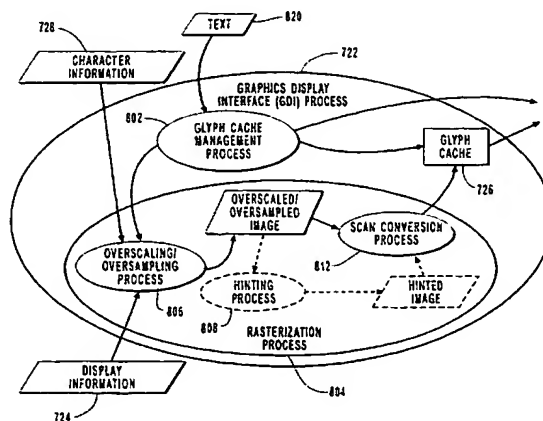 728
CHARACTER
INFORMATION
TEXT
820
722
GRAPHICS DISPLAY
INTERFACE (GDI) PROCESS
802
GLYPH CACHE
MANAGEMENT
PROCESS
GLYPH
CACHE
726
OVERSCALED/
OVERSAMPLED
IMAGE
SCAN CONVERSION
PROCESS
812
OVERSCALING/
OVERSAMPLING
PROCESS
806
HINTING
PROCESS
808
HINTED
IMAGE
RASTERIZATION
PROCESS
804
DISPLAY
INFORMATION
724